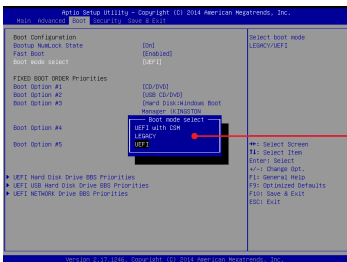 Aptio Setup Utility – Copyright (C) 2014 American Megatrends, Inc.
Main Advanced Boot Security Save & Exit
Boot Configuration
Bootup NumLock State [On]
Fast Boot [Enabled]
Boot mode select [UEFI]
FIXED BOOT ORDER Priorities
Boot Option #1 [CD/DVD]
Boot Option #2 [USB CD/DVD]
Boot Option #3 [Hard Disk:Windows Boot
Manager (KINGSTON
Boot mode select
UEFI with CSM
LEGACY
UEFI
Boot Option #4
Boot Option #5
UEFI Hard Disk Drive BBS Priorities
UEFI USB Hard Disk Drive BBS Priorities
UEFI NETWORK Drive BBS Priorities
Select boot mode
LEGACY/UEFI
→←: Select Screen
↑↓: Select Item
Enter: Select
+/-: Change Opt.
F1: General Help
F9: Optimized Defaults
F10: Save & Exit
ESC: Exit
Version 2.17.1246. Copyright (C) 2014 American Megatrends, Inc.